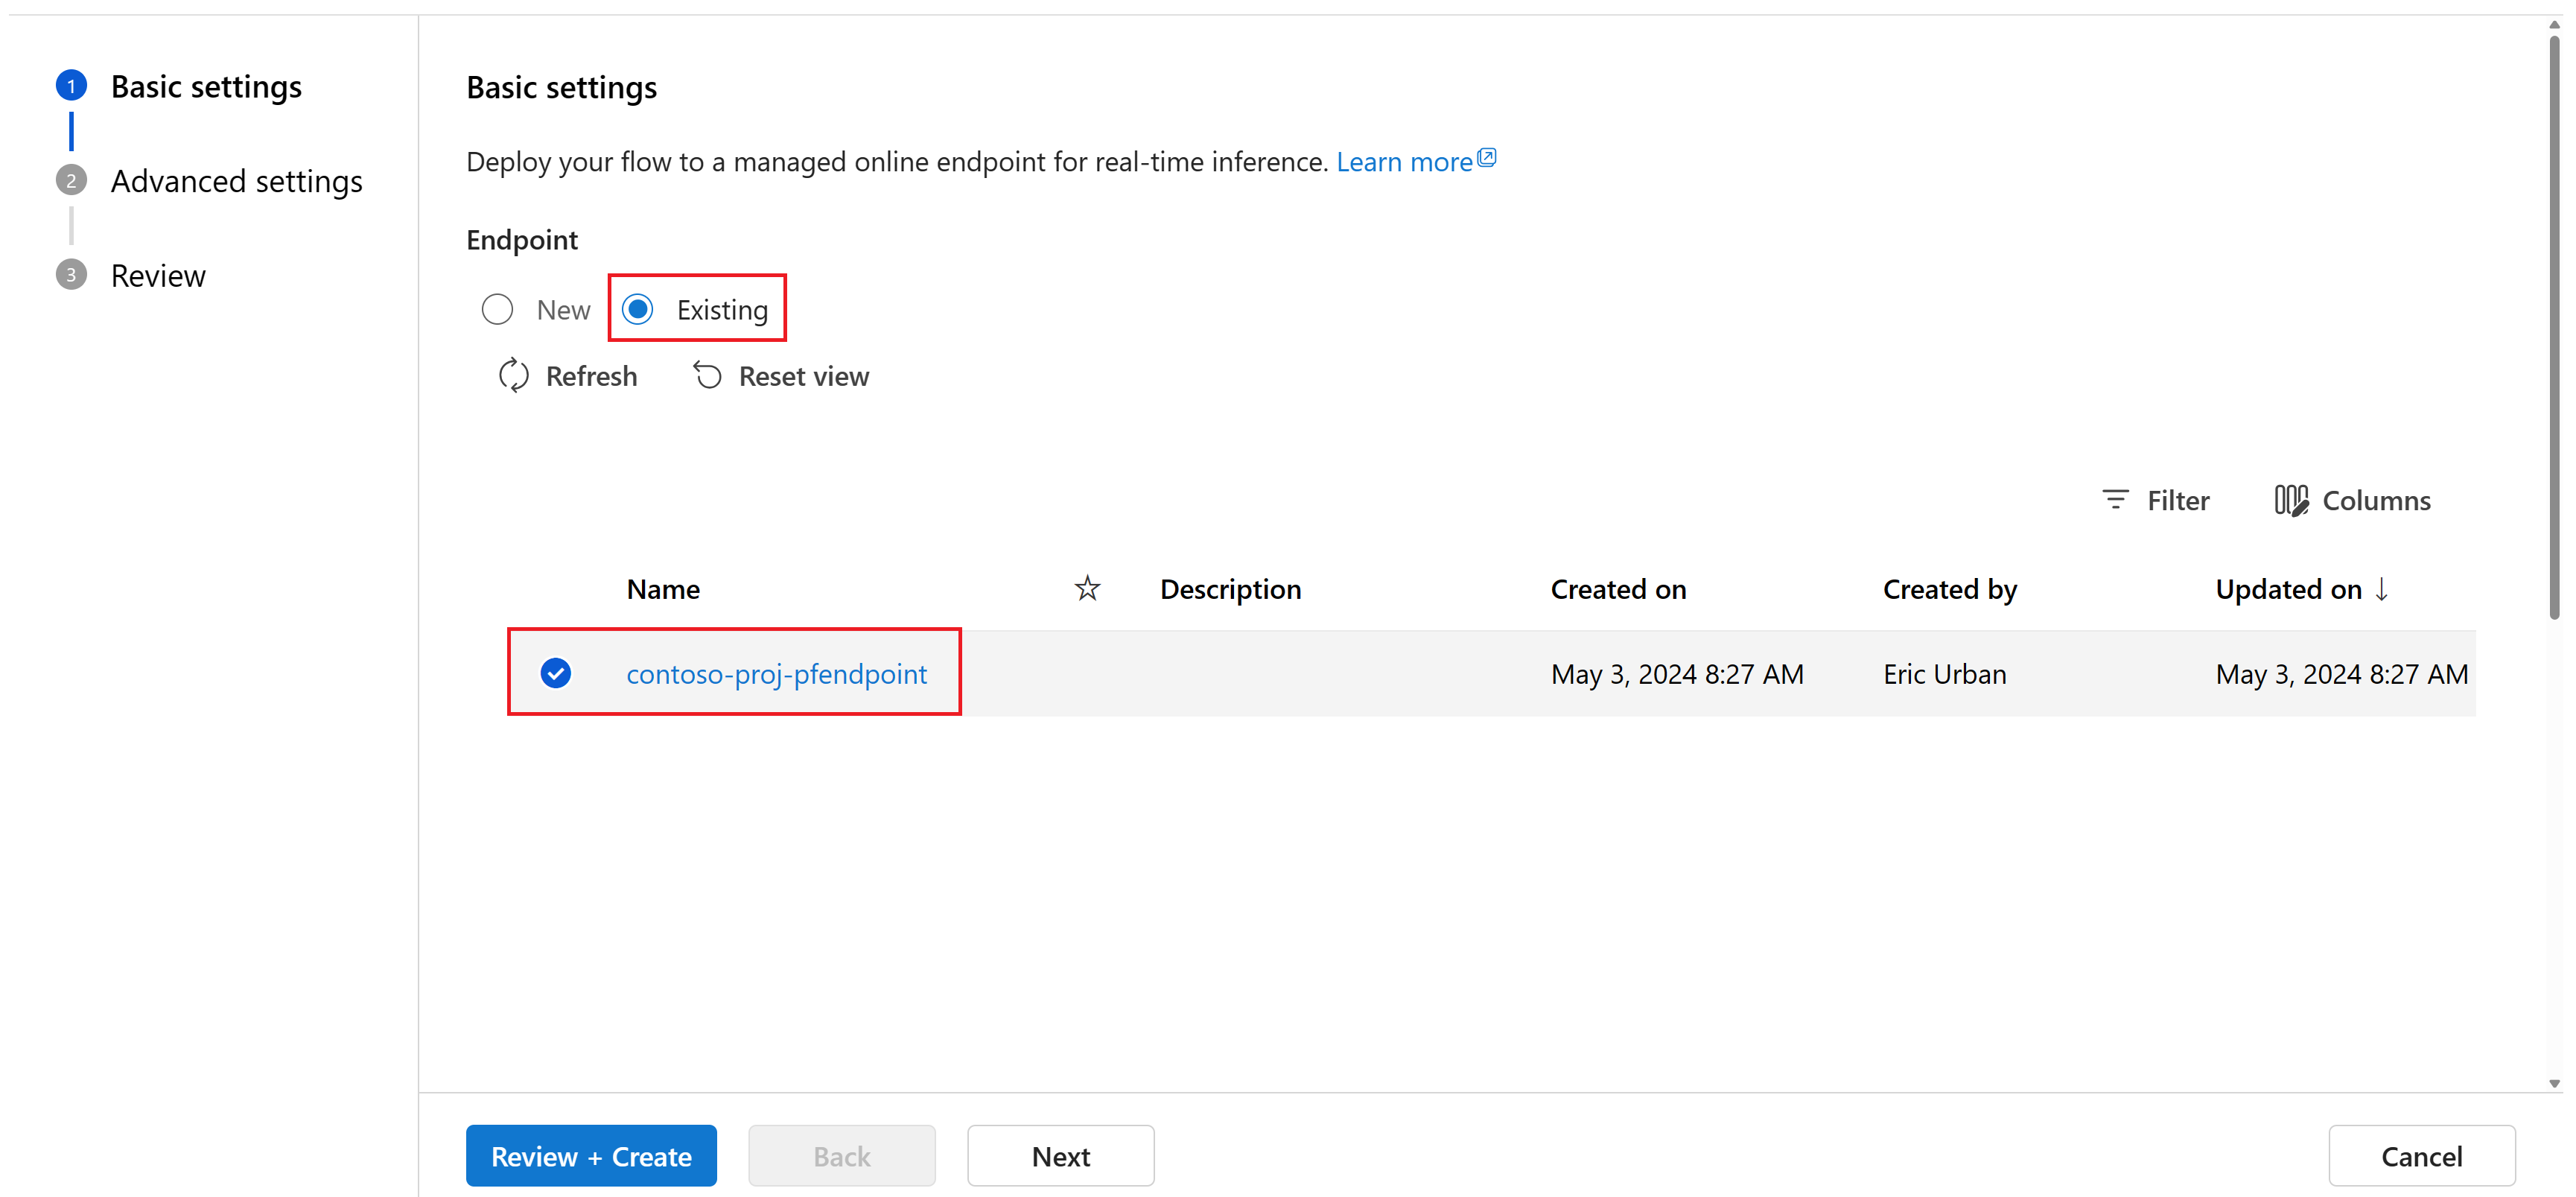 1 Basic settings
2 Advanced settings
3 Review
Basic settings
Deploy your flow to a managed online endpoint for real-time inference. Learn more
Endpoint
New Existing
Refresh Reset view
Filter Columns
Name Description Created on Created by Updated on ↓
contoso-proj-pfendpoint May 3, 2024 8:27 AM Eric Urban May 3, 2024 8:27 AM
Review + Create Back Next Cancel